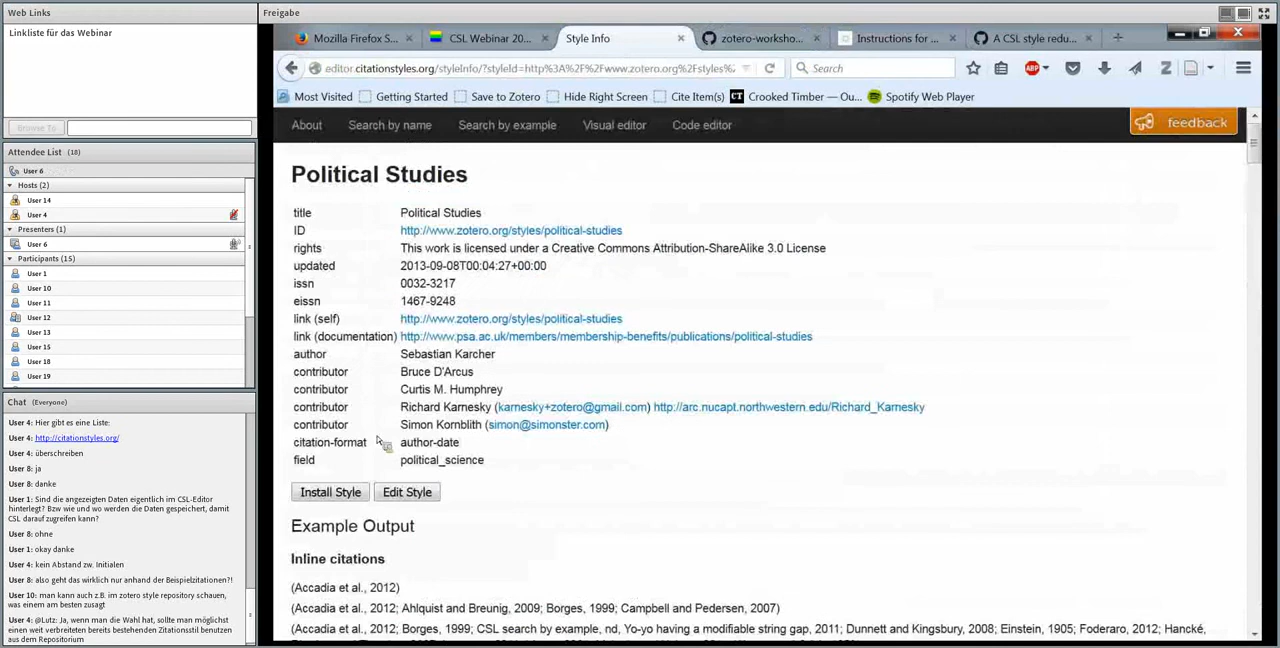 Web Links
Linkliste für das Webinar
Browse To
Attendee List (18)
User 6
Hosts (2)
User 14
User 4
Presenters (1)
User 6
Participants (15)
User 1
User 10
User 11
User 12
User 13
User 15
User 18
User 19
Chat (Everyone)
User 4: Hier gibt es eine Liste:
User 4: http://citationstyles.org/
User 4: überschreiben
User 8: ja
User 8: danke
User 1: Sind die angezeigten Daten eigentlich im CSL-Editor
hinterlegt? Bzw wie und wo werden die Daten gespeichert, damit
CSL darauf zugreifen kann?
User 8: ohne
User 1: okay danke
User 4: kein Abstand zw. Initialen
User 8: also geht das wirklich nur anhand der Beispielzitationen?!
User 10: man kann auch z.B. im zotero style repository schauen,
was einem am besten zusagt
User 4: @Lutz: Ja, wenn man die Wahl hat, sollte man möglichst
einen weit verbreiteten bereits bestehenden Zitationsstil benutzen
aus dem Repositorium
Freigabe
Mozilla Firefox S...
CSL Webinar 20...
Style Info
zotero-worksho...
Instructions for ...
A CSL style redu...
editor.citationstyles.org/styleInfo/?styleId=http%3A%2F%2Fwww.zotero.org%2Fstyles%
Search
ABP
Z
Most Visited
Getting Started
Save to Zotero
Hide Right Screen
Cite Item(s)
CT Crooked Timber — Ou...
Spotify Web Player
About
Search by name
Search by example
Visual editor
Code editor
feedback
Political Studies
title Political Studies
ID http://www.zotero.org/styles/political-studies
rights This work is licensed under a Creative Commons Attribution-ShareAlike 3.0 License
updated 2013-09-08T00:04:27+00:00
issn 0032-3217
eissn 1467-9248
link (self) http://www.zotero.org/styles/political-studies
link (documentation) http://www.psa.ac.uk/members/membership-benefits/publications/political-studies
author Sebastian Karcher
contributor Bruce D'Arcus
contributor Curtis M. Humphrey
contributor Richard Karnesky (karnesky+zotero@gmail.com) http://arc.nucapt.northwestern.edu/Richard_Karnesky
contributor Simon Kornblith (simon@simonster.com)
citation-format author-date
field political_science
Install Style
Edit Style
Example Output
Inline citations
(Accadia et al., 2012)
(Accadia et al., 2012; Ahlquist and Breunig, 2009; Borges, 1999; Campbell and Pedersen, 2007)
(Accadia et al., 2012; Borges, 1999; CSL search by example, nd, Yo-yo having a modifiable string gap, 2011; Dunnett and Kingsbury, 2008; Einstein, 1905; Foderaro, 2012; Hancké,